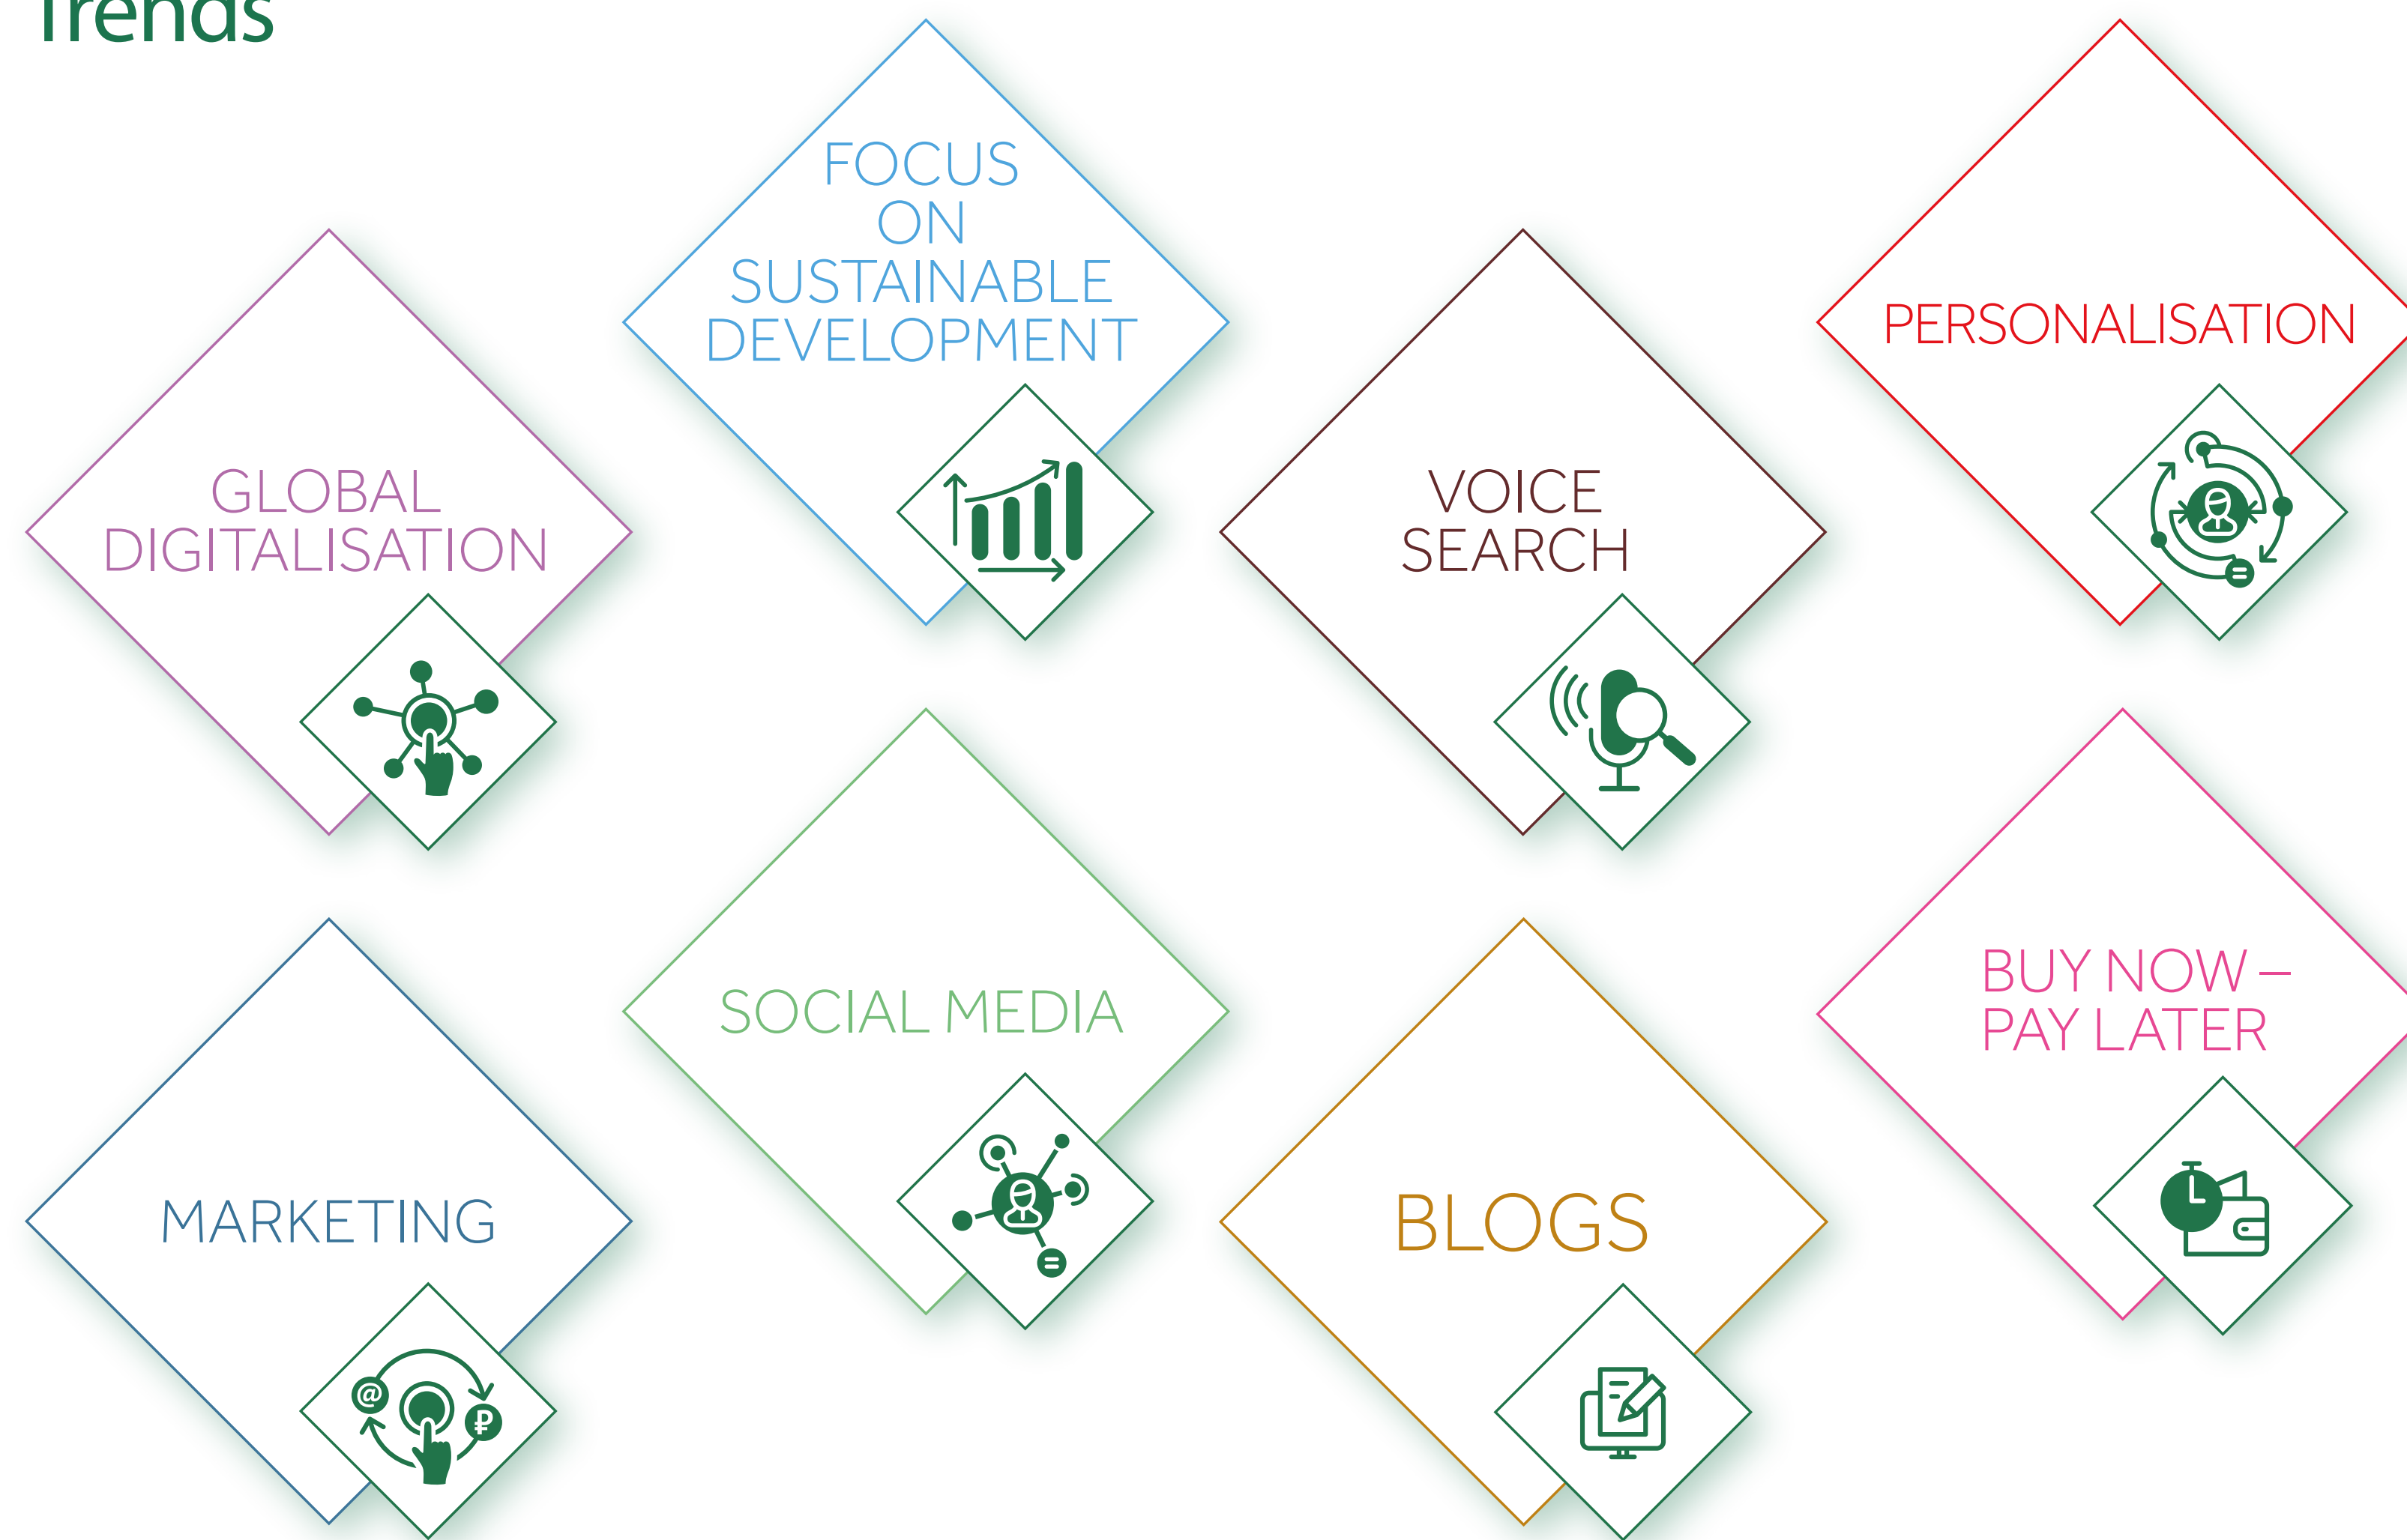 Trends
FOCUS
ON
SUSTAINABLE
DEVELOPMENT
PERSONALISATION
GLOBAL
DIGITALISATION
VOICE
SEARCH
SOCIAL MEDIA
BUY NOW –
PAY LATER
MARKETING
BLOGS
@
₽